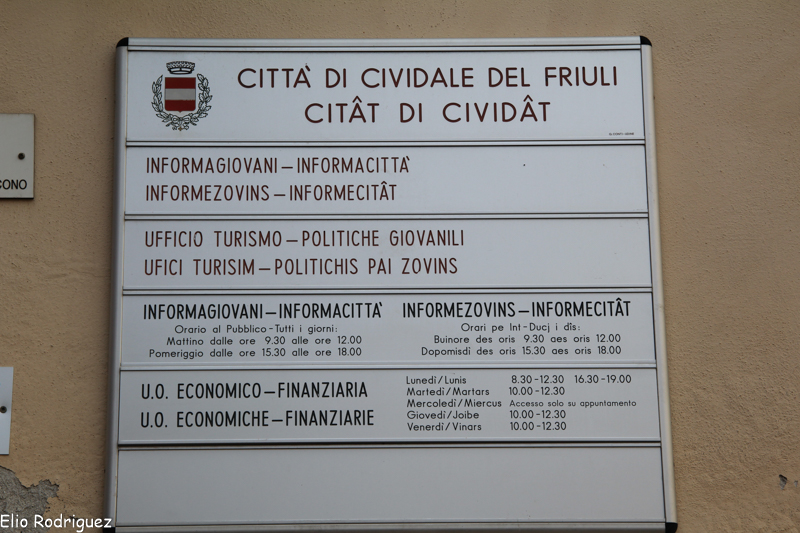 CITTÀ DI CIVIDALE DEL FRIULI
CITÂT DI CIVIDÂT
CONO
INFORMAGIOVANI – INFORMACITTÀ
INFORMEZOVINS – INFORMECITÂT
UFFICIO TURISMO – POLITICHE GIOVANILI
UFICI TURISIM – POLITICHIS PAI ZOVINS
INFORMAGIOVANI – INFORMACITTÀ
Orario al Pubblico - Tutti i giorni:
Mattino dalle ore 9.30 alle ore 12.00
Pomeriggio dalle ore 15.30 alle ore 18.00
INFORMEZOVINS – INFORMECITÂT
Orari pe Int - Ducj i dîs:
Buinore des oris 9.30 aes oris 12.00
Dopomisdì des oris 15.30 aes oris 18.00
U.O. ECONOMICO – FINANZIARIA
U.O. ECONOMICHE – FINANZIARIE
Lunedì/Lunis 8.30-12.30 16.30-19.00
Martedì/Martars 10.00-12.30
Mercoledì/Miercus Accesso solo su appuntamento
Giovedì/Joibe 10.00-12.30
Venerdì/Vinars 10.00-12.30
Elio Rodriguez